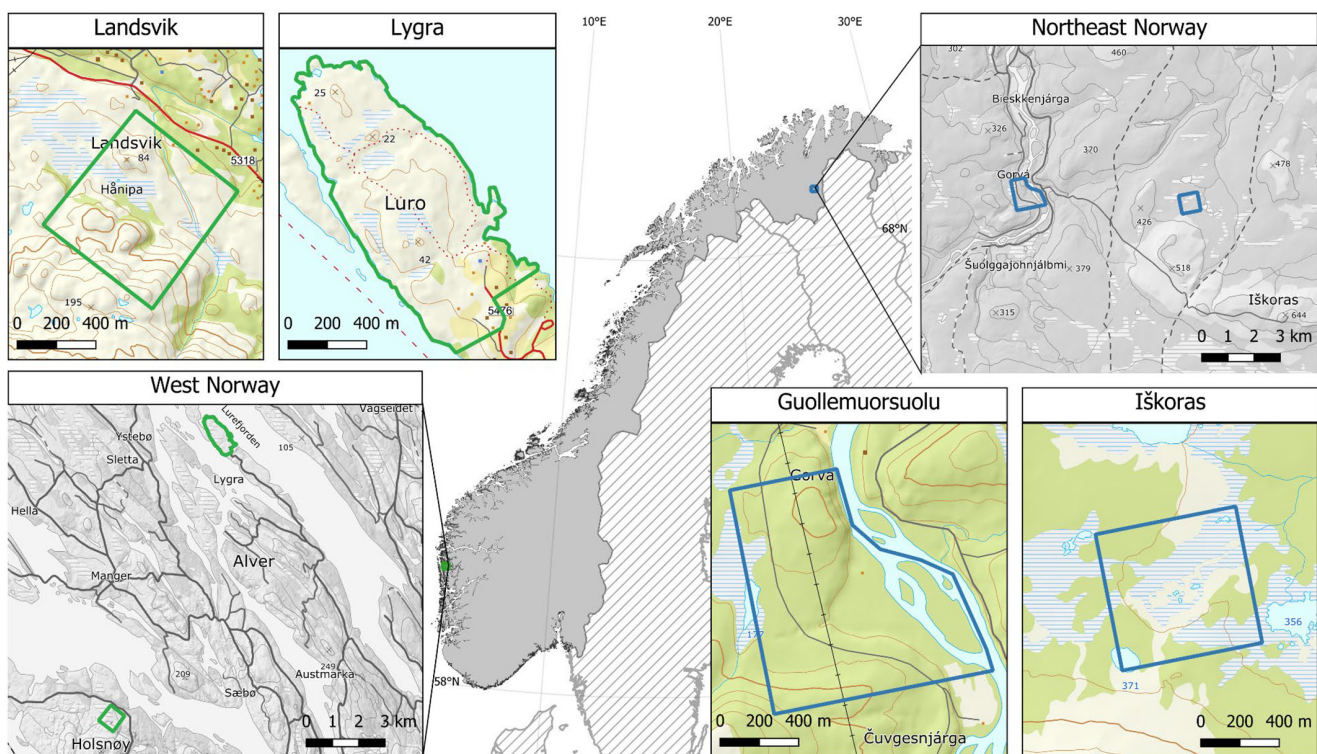 Landsvik
Landsvik
84
Hånipa
5318
195
0 200 400 m
Lygra
25
22
Luro
42
5476
0 200 400 m
10°E
20°E
30°E
68°N
58°N
Northeast Norway
302
460
Bieskkenjárga
326
370
478
Gorvá
426
Šuolggajohnjálbmi
379
518
Iškoras
315
644
0 1 2 3 km
West Norway
Vågseidet
Lurefjorden
105
Ystebø
Sletta
Lygra
Hella
Alver
Manger
249
209
Austmarka
Sæbø
0 1 2 3 km
Holsnøy
Guollemuorsuolu
Gorvá
177
0 200 400 m
Čuvgesnjárga
Iškoras
356
371
0 200 400 m